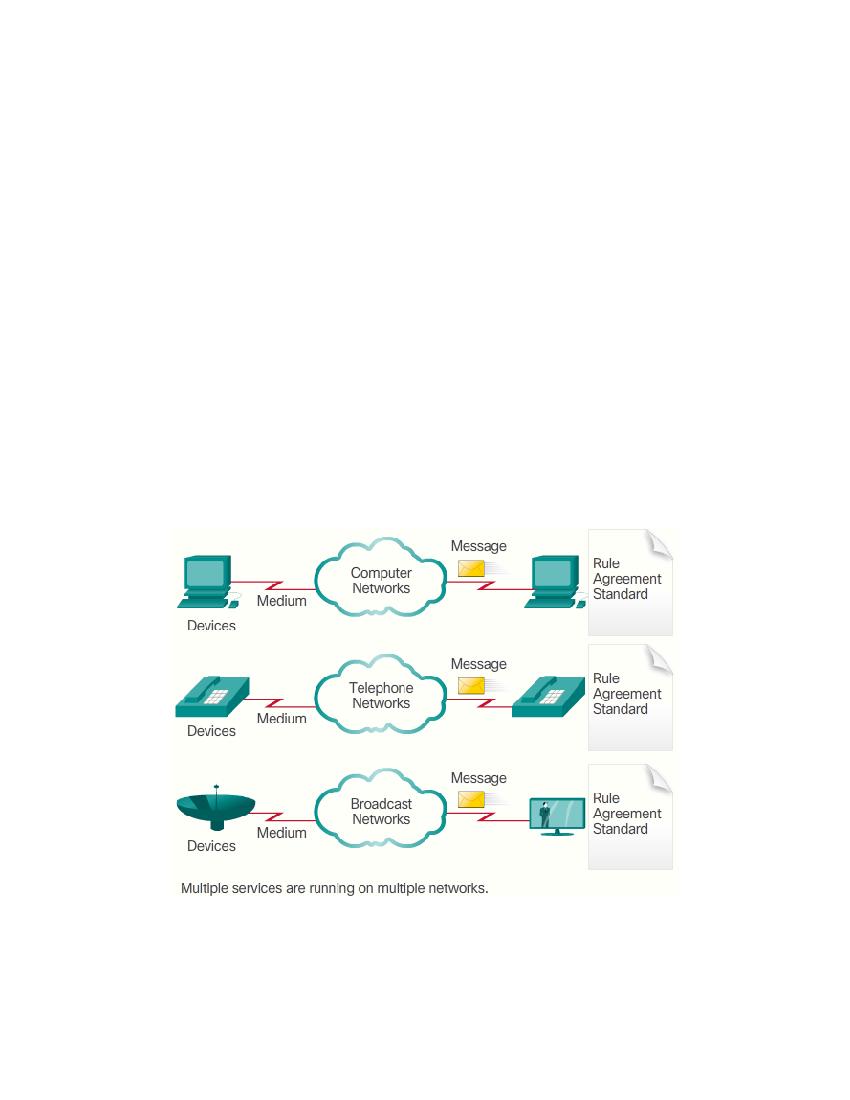 Message
Computer
Networks
Medium
Devices
Rule
Agreement
Standard
Message
Telephone
Networks
Medium
Devices
Rule
Agreement
Standard
Message
Broadcast
Networks
Medium
Devices
Rule
Agreement
Standard
Multiple services are running on multiple networks.